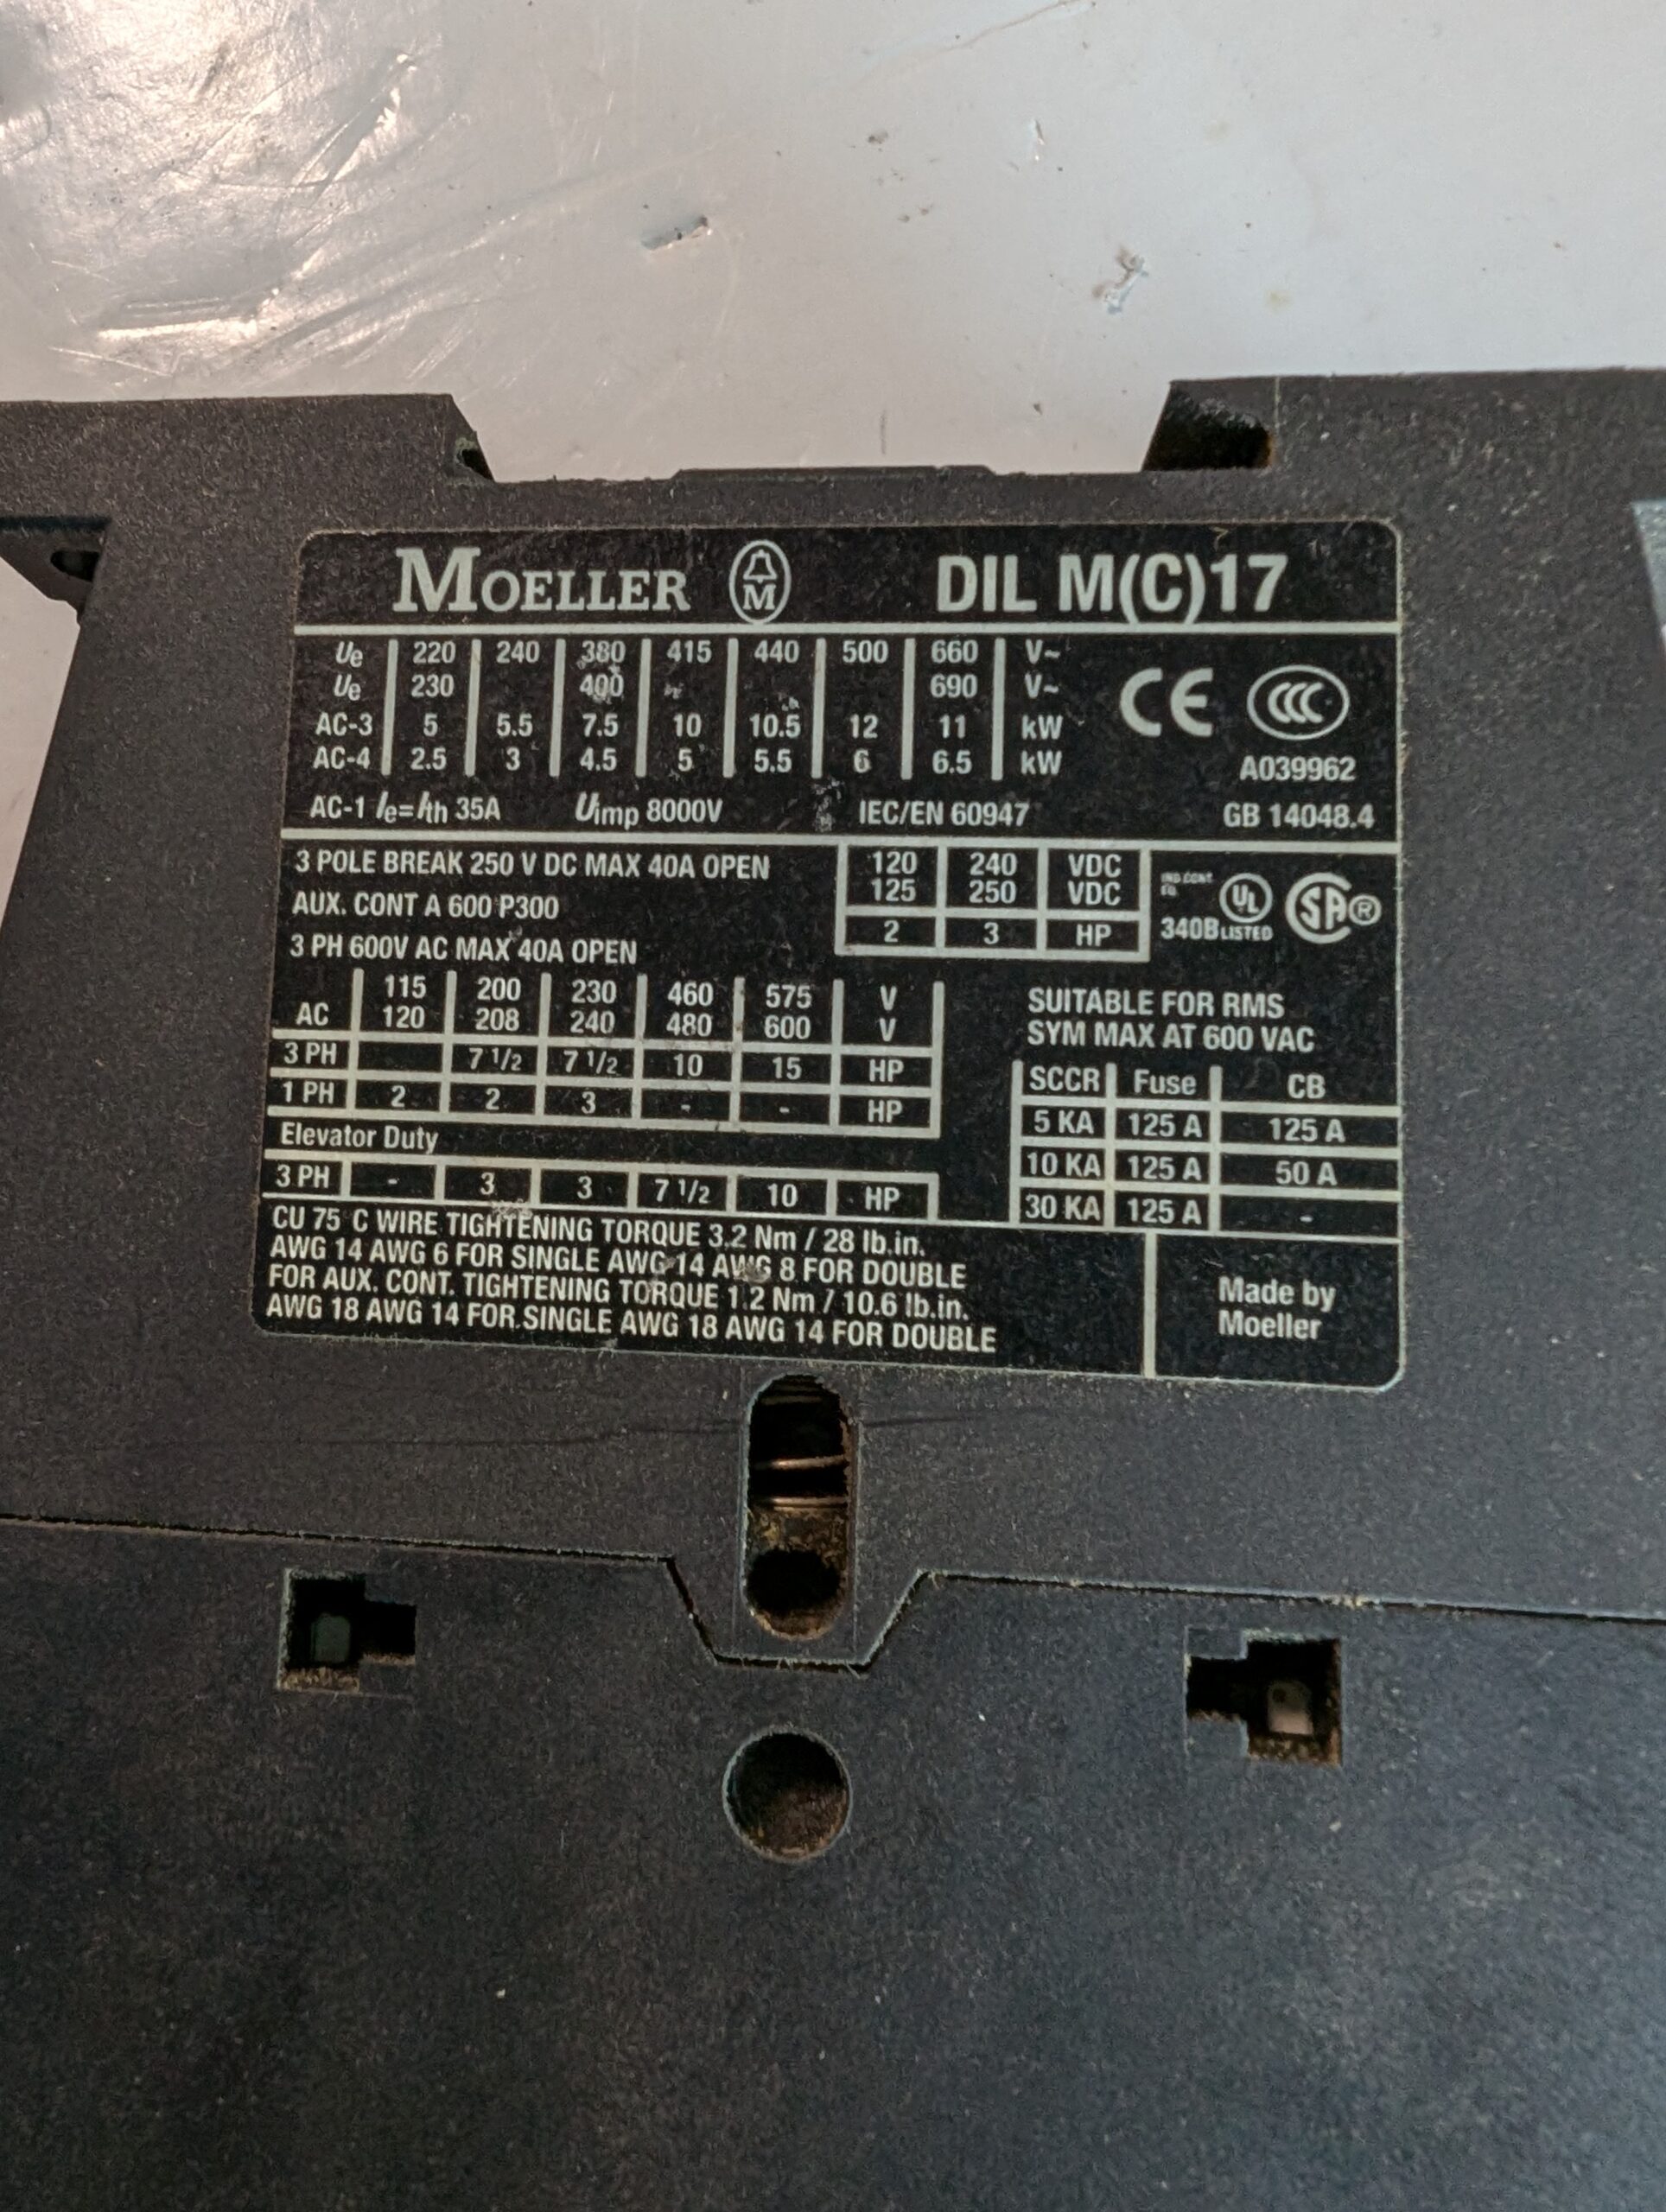 MOELLER M DIL M(C)17
Ue 220 240 380 415 440 500 660 V~
Ue 230 400 690 V~
AC-3 5 5.5 7.5 10 10.5 12 11 kW
AC-4 2.5 3 4.5 5 5.5 6 6.5 kW
CE CCC
A039962
AC-1 Ie=Ith 35A Uimp 8000V IEC/EN 60947 GB 14048.4
3 POLE BREAK 250 V DC MAX 40A OPEN
AUX. CONT A 600 P300
3 PH 600V AC MAX 40A OPEN
120 240 VDC
125 250 VDC
2 3 HP
IND.CONT.
EQ.
340B UL LISTED SA®
115 200 230 460 575 V
AC 120 208 240 480 600 V
3 PH 7 1/2 7 1/2 10 15 HP
1 PH 2 2 3 - - HP
Elevator Duty
3 PH - 3 3 7 1/2 10 HP
SUITABLE FOR RMS
SYM MAX AT 600 VAC
SCCR Fuse CB
5 KA 125 A 125 A
10 KA 125 A 50 A
30 KA 125 A -
CU 75 C WIRE TIGHTENING TORQUE 3.2 Nm / 28 lb.in.
AWG 14 AWG 6 FOR SINGLE AWG 14 AWG 8 FOR DOUBLE
FOR AUX. CONT. TIGHTENING TORQUE 1.2 Nm / 10.6 lb.in.
AWG 18 AWG 14 FOR SINGLE AWG 18 AWG 14 FOR DOUBLE
Made by
Moeller